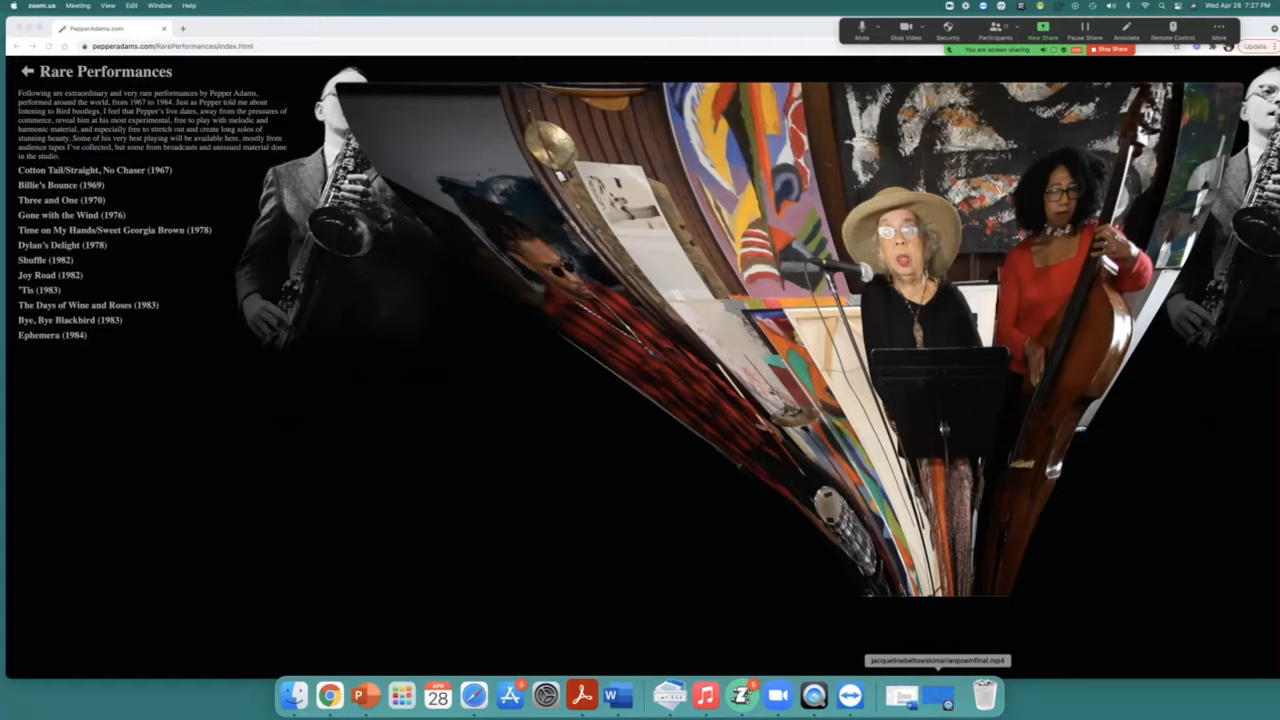 zoom.us Meeting View Edit Window Help
Wed Apr 28 7:27 PM
PepperAdams.com
pepperadams.com/RarePerformances/index.html
Update
Mute Stop Video Security Participants New Share Pause Share Annotate Remote Control More
You are screen sharing Stop Share
Rare Performances
Following are extraordinary and very rare performances by Pepper Adams,
performed around the world, from 1967 to 1984. Just as Pepper told me about
listening to Bird bootlegs, I feel that Pepper's live dates, away from the pressures of
commerce, reveal him at his most experimental, free to play with melodic and
harmonic material, and especially free to stretch out and create long solos of
stunning beauty. Some of his very best playing will be available here, mostly from
audience tapes I've collected, but some from broadcasts and unissued material done
in the studio.
Cotton Tail/Straight, No Chaser (1967)
Billie's Bounce (1969)
Three and One (1970)
Gone with the Wind (1976)
Time on My Hands/Sweet Georgia Brown (1978)
Dylan's Delight (1978)
Shuffle (1982)
Joy Road (1982)
'Tis (1983)
The Days of Wine and Roses (1983)
Bye, Bye Blackbird (1983)
Ephemera (1984)
jacquelinebeltowskimarianpoemfinal.mp4
APR
28
5
P
W
Z
5